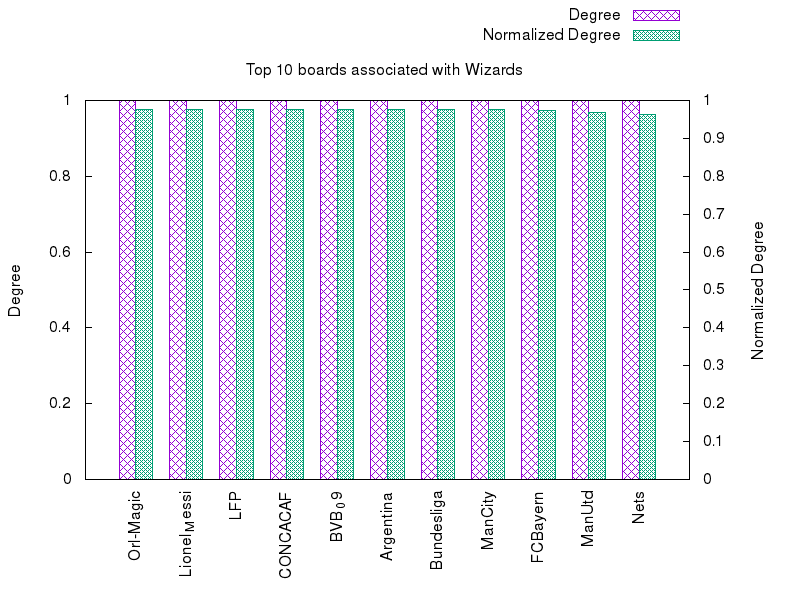 Degree
Normalized Degree
Top 10 boards associated with Wizards
1
0.8
0.6
0.4
0.2
0
Degree
1
0.9
0.8
0.7
0.6
0.5
0.4
0.3
0.2
0.1
0
Normalized Degree
Orl-Magic
Lionel_Messi
LFP
CONCACAF
BVB_09
Argentina
Bundesliga
ManCity
FCBayern
ManUtd
Nets